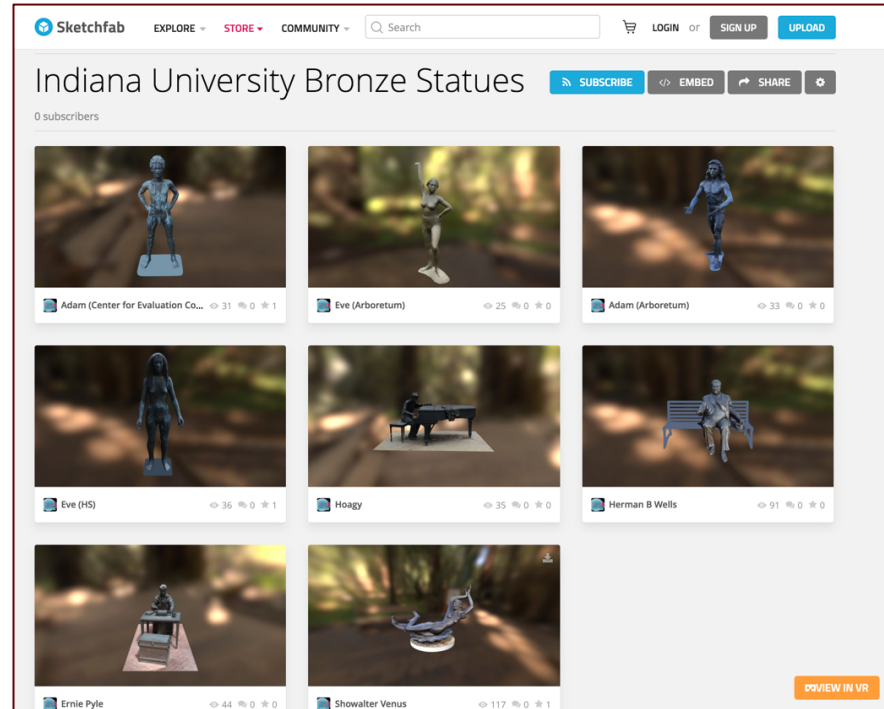 Sketchfab EXPLORE STORE COMMUNITY Search LOGIN or SIGN UP UPLOAD
Indiana University Bronze Statues SUBSCRIBE </> EMBED SHARE
0 subscribers
Adam (Center for Evaluation Co... 31 0 1
Eve (Arboretum) 25 0 0
Adam (Arboretum) 33 0 0
Eve (HS) 36 0 1
Hoagy 35 0 0
Herman B Wells 91 0 0
Ernie Pyle 44 0 0
Showalter Venus 117 0 1
VIEW IN VR